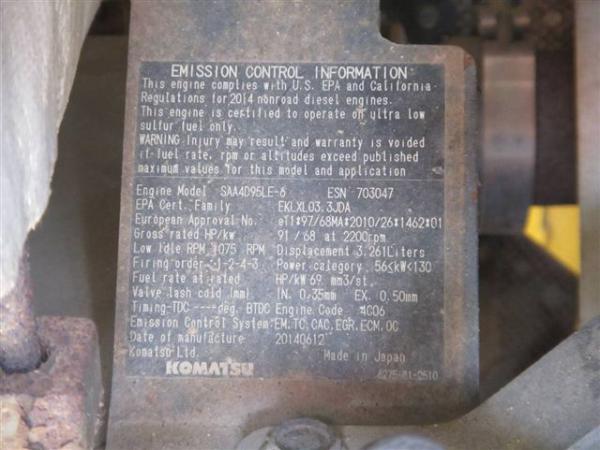 EMISSION CONTROL INFORMATION
This engine complies with U.S. EPA and California
Regulations for 2014 nonroad diesel engines.
This engine is certified to operate on ultra low
sulfur fuel only.
WARNING Injury may result and warranty is voided
if fuel rate, rpm or altitudes exceed published
maximum values for this model and application
Engine Model SAA4D95LE-6 ESN 703047
EPA Cert. Family EKLXL03.3JDA
European Approval No. e11*97/68MA*2010/26*1462*01
Gross rated HP/kw 91/68 at 2200rpm
Low Idle RPM 1075 RPM Displacement 3.261Liters
Firing order 1-2-4-3 Power category 56≤kW<130
Fuel rate at rated HP/kW 69 mm3/st.
Valve lash cold (mm) IN. 0.35mm EX. 0.50mm
Timing-TDC ----deg. BTDC Engine Code 4C06
Emission Control System EM,TC,CAC,EGR,ECM,OC
Date of manufacture 20140612
Komatsu Ltd. Made in Japan
KOMATSU